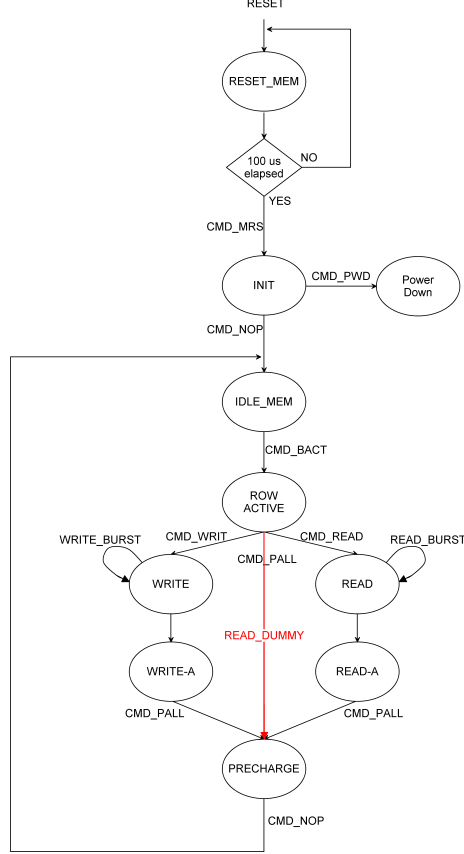 RESET
RESET_MEM
100 us
elapsed
NO
YES
CMD_MRS
INIT
CMD_PWD
Power
Down
CMD_NOP
IDLE_MEM
CMD_BACT
ROW
ACTIVE
WRITE_BURST
CMD_WRIT
CMD_READ
READ_BURST
CMD_PALL
WRITE
READ
READ_DUMMY
WRITE-A
READ-A
CMD_PALL
CMD_PALL
PRECHARGE
CMD_NOP